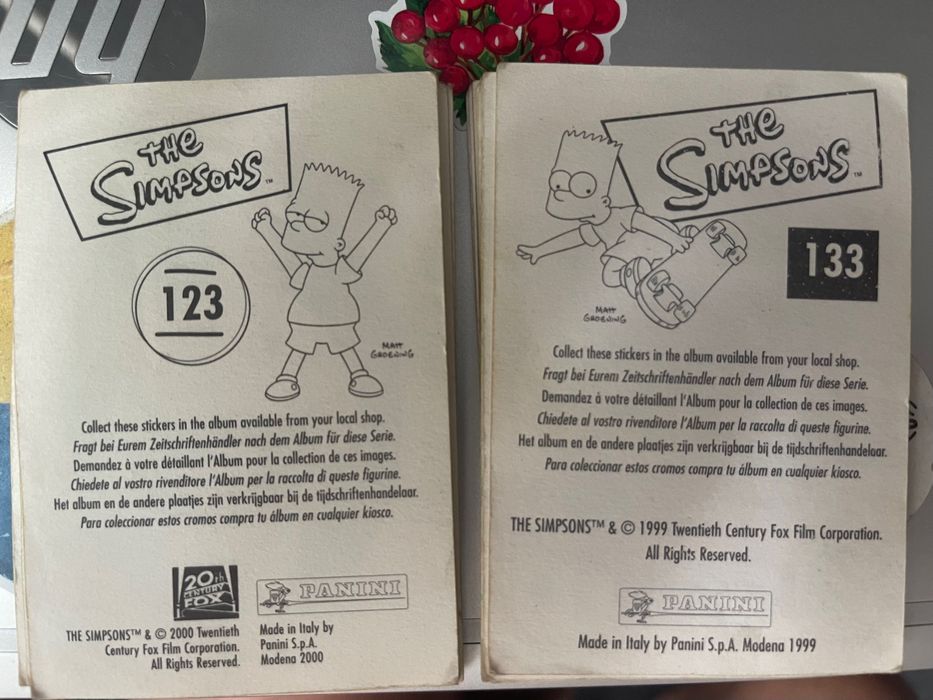 THE
SIMPSONS™
123
MATT
GROENING
Collect these stickers in the album available from your local shop.
Fragt bei Eurem Zeitschriftenhändler nach dem Album für diese Serie.
Demandez à votre détaillant l'Album pour la collection de ces images.
Chiedete al vostro rivenditore l'Album per la raccolta di queste figurine.
Het album en de andere plaatjes zijn verkrijgbaar bij de tijdschriftenhandelaar.
Para coleccionar estos cromos compra tu álbum en cualquier kiosco.
20th
CENTURY
FOX
PANINI
THE SIMPSONS™ & © 2000 Twentieth
Century Fox Film Corporation.
All Rights Reserved.
Made in Italy by
Panini S.p.A.
Modena 2000
THE
SIMPSONS™
133
MATT
GROENING
Collect these stickers in the album available from your local shop.
Fragt bei Eurem Zeitschriftenhändler nach dem Album für diese Serie.
Demandez à votre détaillant l'Album pour la collection de ces images.
Chiedete al vostro rivenditore l'Album per la raccolta di queste figurine.
Het album en de andere plaatjes zijn verkrijgbaar bij de tijdschriftenhandelaar.
Para coleccionar estos cromos compra tu álbum en cualquier kiosco.
THE SIMPSONS™ & © 1999 Twentieth Century Fox Film Corporation.
All Rights Reserved.
PANINI
Made in Italy by Panini S.p.A. Modena 1999